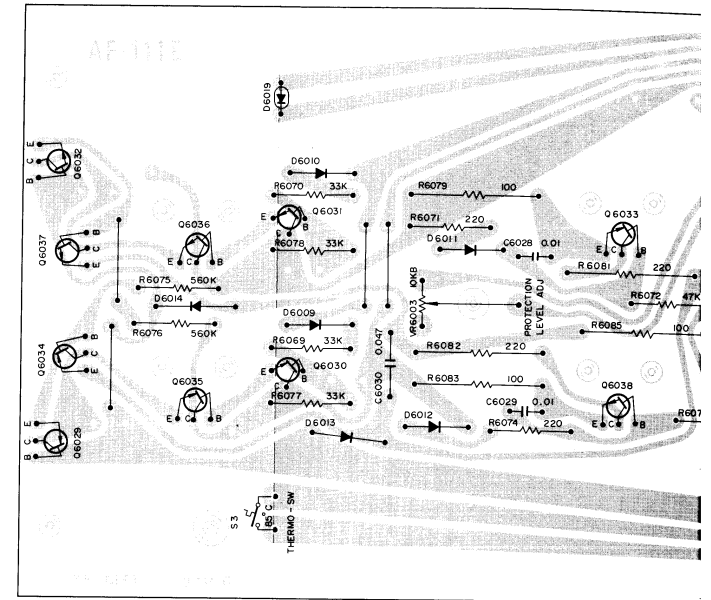 AF-111E
D6019
E
C
B
Q6032
D6010
R6070 33K
E
C
B
Q6031
R6078 33K
R6079 100
R6071 220
D6011
C6028 0.01
Q6033
E C B
R6081 220
R6072 47K
R6085 100
Q6037
B
C
E
Q6036
E C B
R6075 560K
D6014
R6076 560K
VR6003 10KB
PROTECTION
LEVEL ADJ
D6009
R6069 33K
E
C
B
Q6030
R6077 33K
D6013
C6030 0.047
R6082 220
R6083 100
D6012
C6029 0.01
R6074 220
Q6038
E C B
R607
Q6034
B
C
E
Q6035
E C B
E
C
B
Q6029
S3
85°C
THERMO-SW